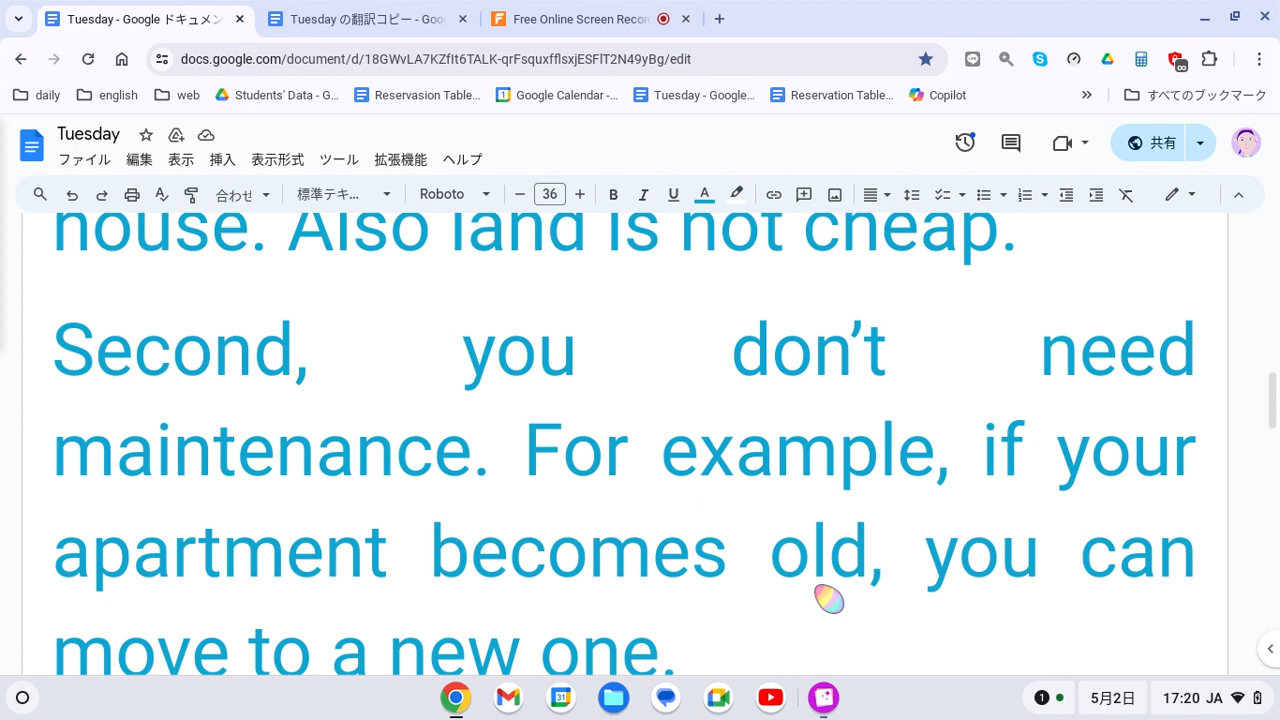 Tuesday - Google ドキュメン
Tuesday の翻訳コピー - Goo
Free Online Screen Recor
docs.google.com/document/d/18GWvLA7KZfIt6TALK-qrFsquxfflsxjESFlT2N49yBg/edit
daily
english
web
Students' Data - G...
Reservasion Table...
Google Calendar -...
Tuesday - Google...
Reservation Table...
Copilot
すべてのブックマーク
Tuesday
ファイル 編集 表示 挿入 表示形式 ツール 拡張機能 ヘルプ
共有
合わせ
標準テキ...
Roboto
36
house. Also land is not cheap.
Second, you don’t need
maintenance. For example, if your
apartment becomes old, you can
move to a new one.
31
1
5月2日
17:20 JA